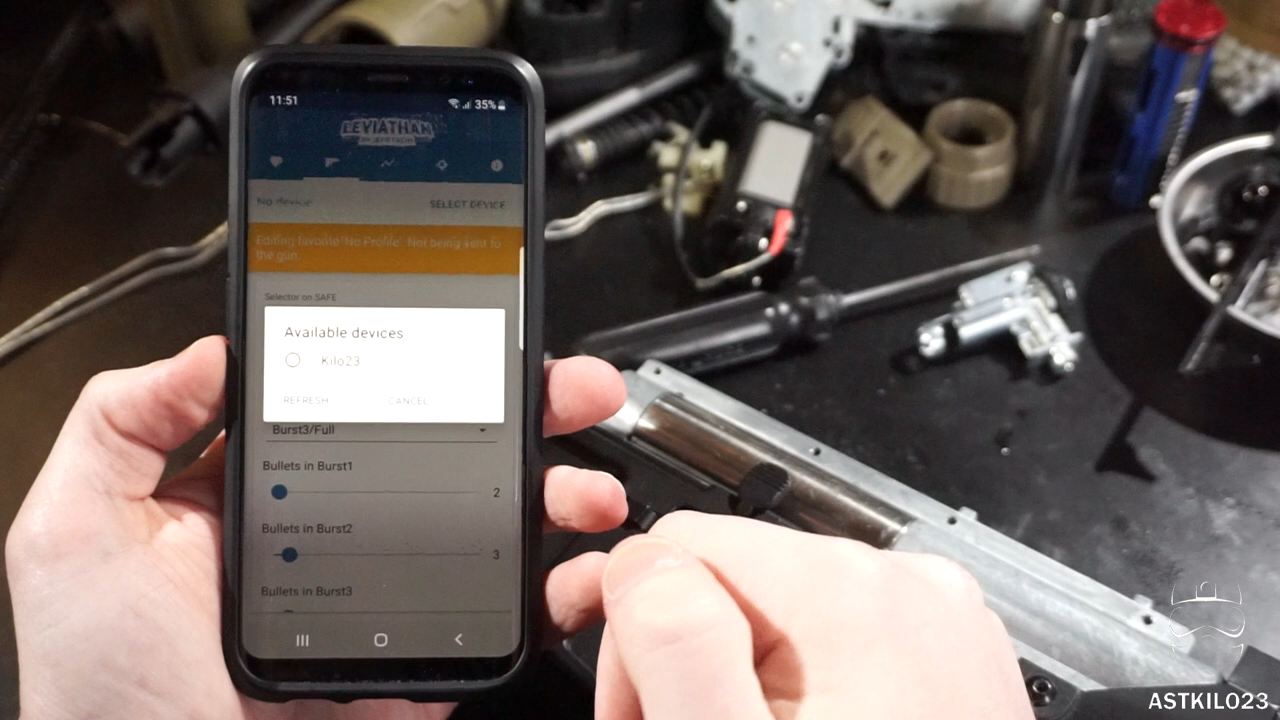 11:51
35%
LEVIATHAN
BY JEFFTRON
No device
SELECT DEVICE
Editing favorite 'No Profile'. Not being sent to
the gun.
Selector on SAFE
Available devices
Kilo23
REFRESH
CANCEL
Burst3/Full
Bullets in Burst1
2
Bullets in Burst2
3
Bullets in Burst3
ASTKILO23